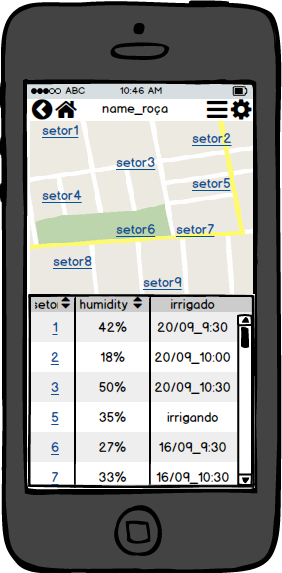 ABC 10:46 AM
name_roça
setor1
setor2
setor3
setor5
setor4
setor6 setor7
setor8
setor9
setor humidity irrigado
1 42% 20/09_9:30
2 18% 20/09_10:00
3 50% 20/09_10:30
5 35% irrigando
6 27% 16/09_9:30
7 33% 16/09_10:30